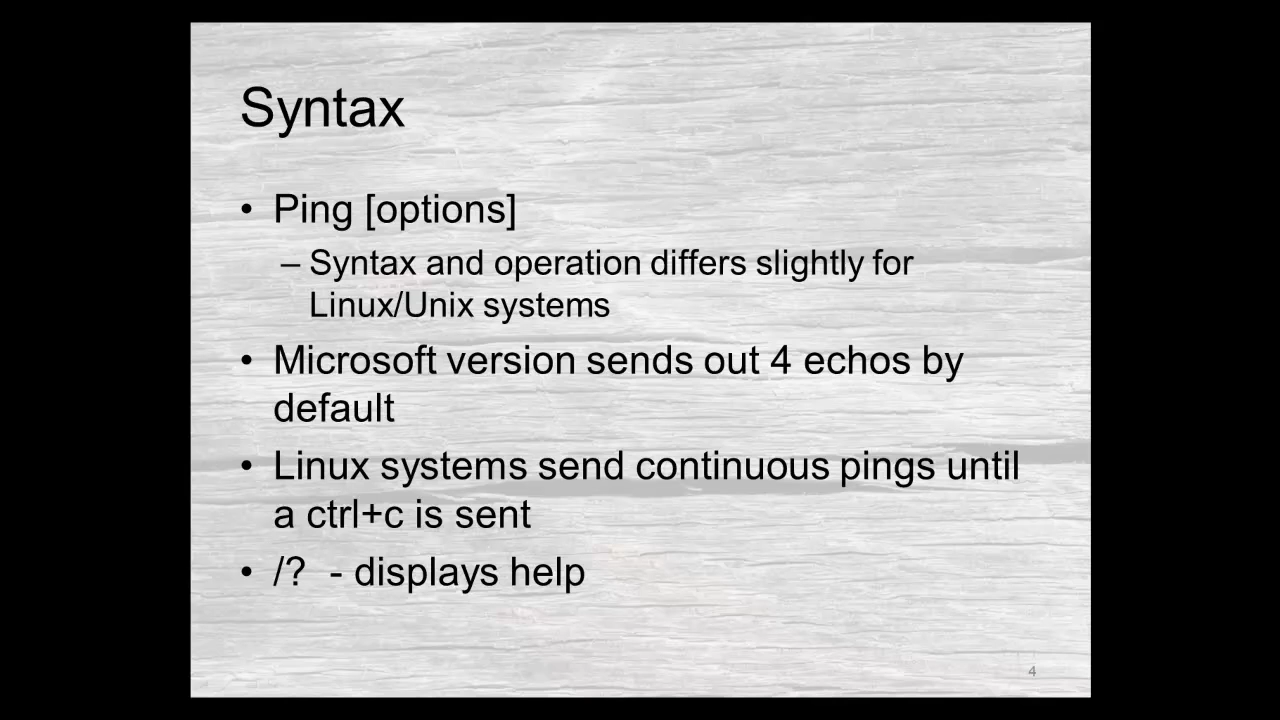 Syntax
• Ping [options]
– Syntax and operation differs slightly for
Linux/Unix systems
• Microsoft version sends out 4 echos by
default
• Linux systems send continuous pings until
a ctrl+c is sent
• /?  - displays help
4